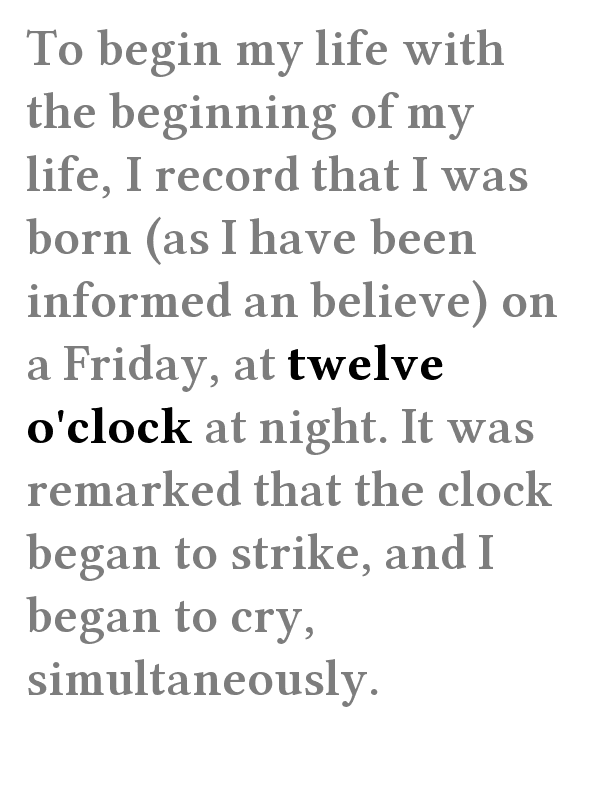 To begin my life with
the beginning of my
life, I record that I was
born (as I have been
informed an believe) on
a Friday, at twelve
o'clock at night. It was
remarked that the clock
began to strike, and I
began to cry,
simultaneously.